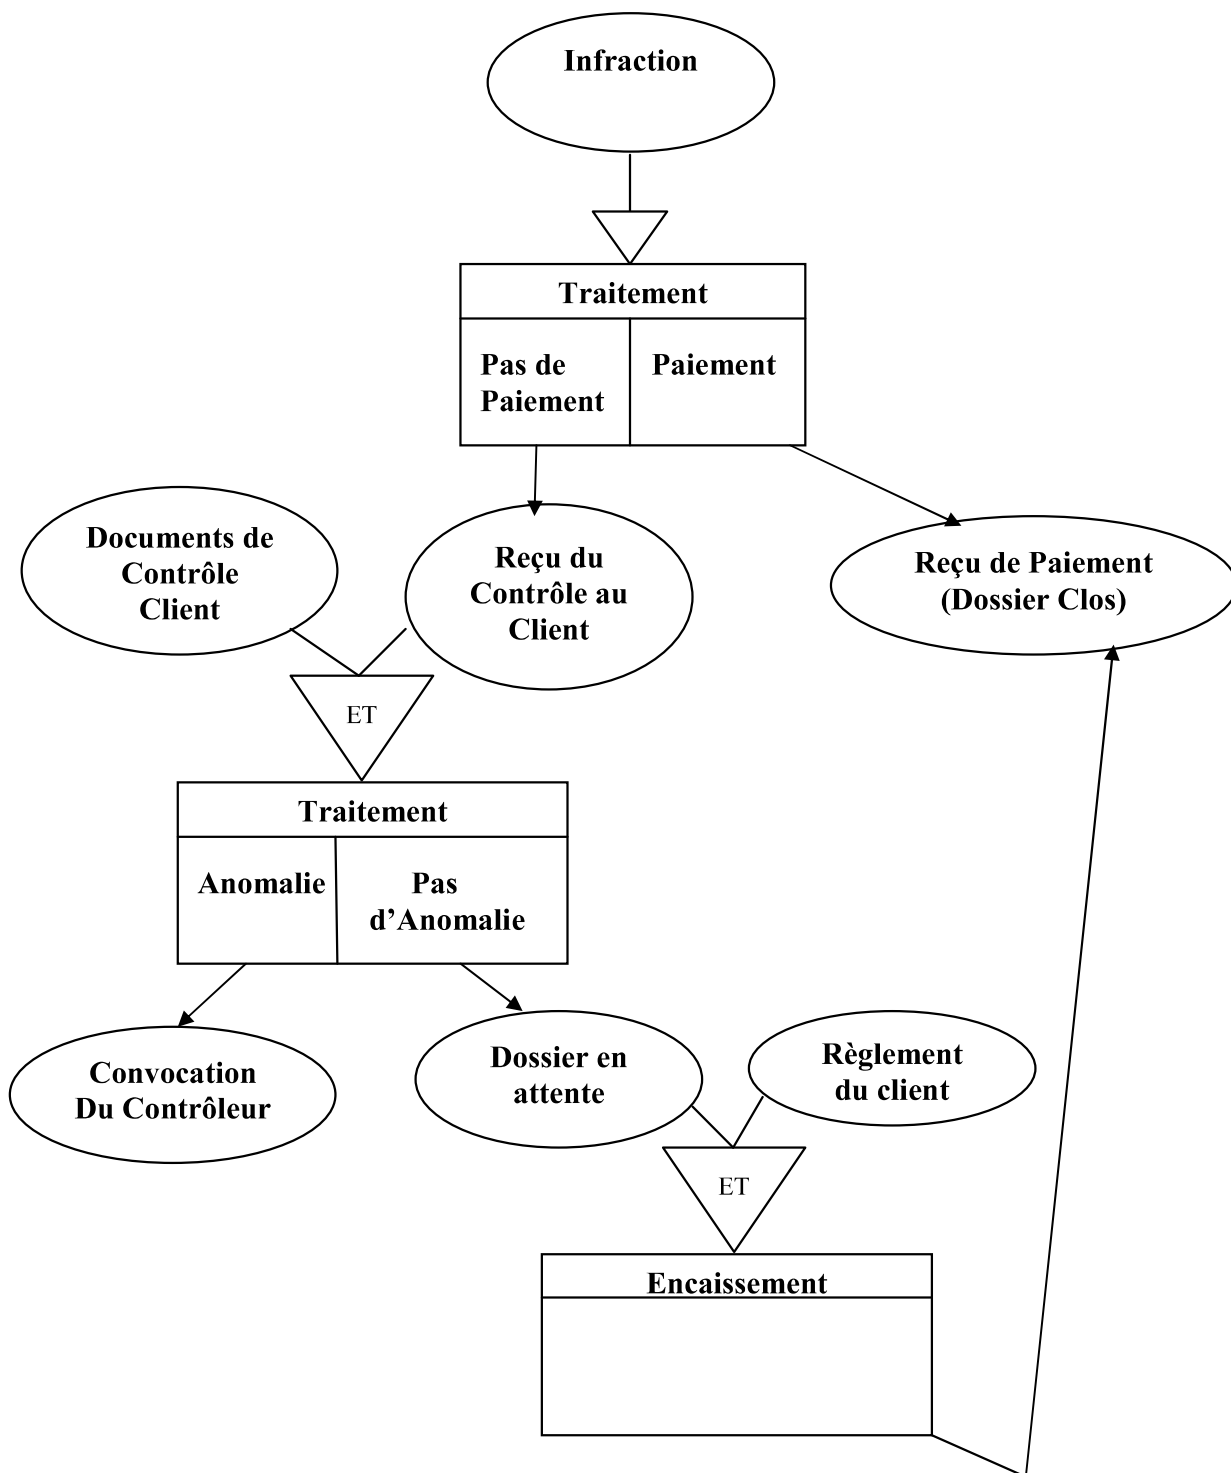 Infraction
Traitement
Pas de
Paiement
Paiement
Documents de
Contrôle
Client
Reçu du
Contrôle au
Client
Reçu de Paiement
(Dossier Clos)
ET
Traitement
Anomalie
Pas
d’Anomalie
Convocation
Du Contrôleur
Dossier en
attente
Règlement
du client
ET
Encaissement